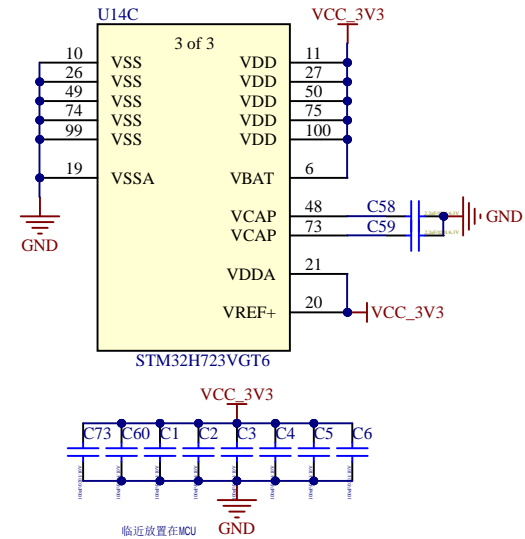 U14C
VCC_3V3
3 of 3
10 VSS VDD 11
26 VSS VDD 27
49 VSS VDD 50
74 VSS VDD 75
99 VSS VDD 100
19 VSSA VBAT 6
VCAP 48 C58
VCAP 73 C59
GND
GND
VDDA 21
VREF+ 20 VCC_3V3
STM32H723VGT6
VCC_3V3
C73 C60 C1 C2 C3 C4 C5 C6
临近放置在MCU
GND